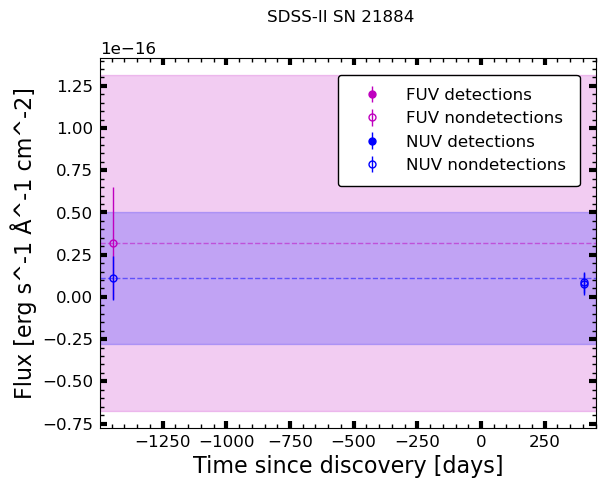 SDSS-II SN 21884
1e−16
FUV detections
FUV nondetections
NUV detections
NUV nondetections
1.25
1.00
0.75
0.50
0.25
0.00
−0.25
−0.50
−0.75
Flux [erg s^-1 Å^-1 cm^-2]
−1250 −1000 −750 −500 −250 0 250
Time since discovery [days]